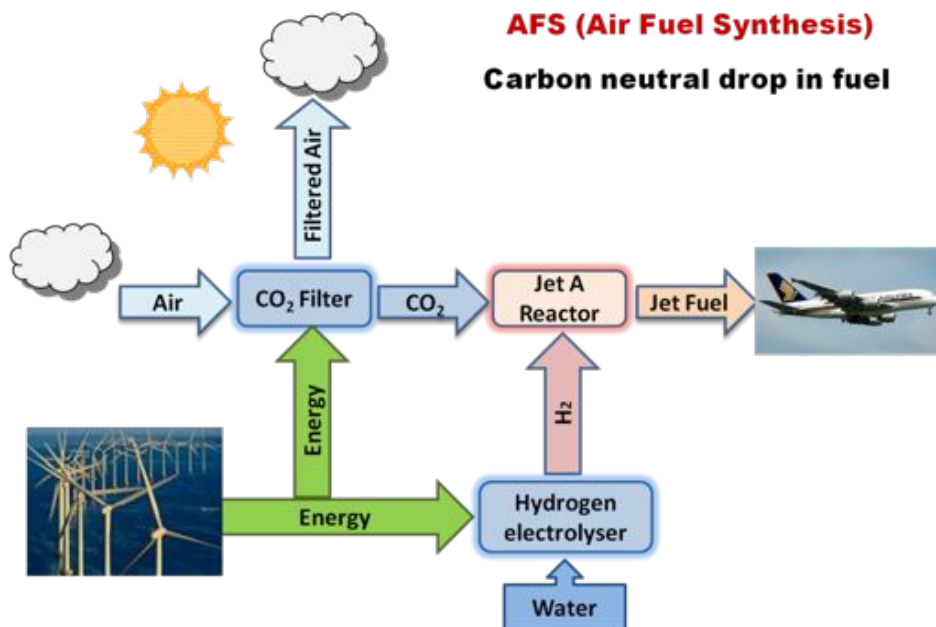 AFS (Air Fuel Synthesis)
Carbon neutral drop in fuel
Filtered Air
Air
CO₂ Filter
CO₂
Jet A
Reactor
Jet Fuel
Energy
H₂
Energy
Hydrogen
electrolyser
Water